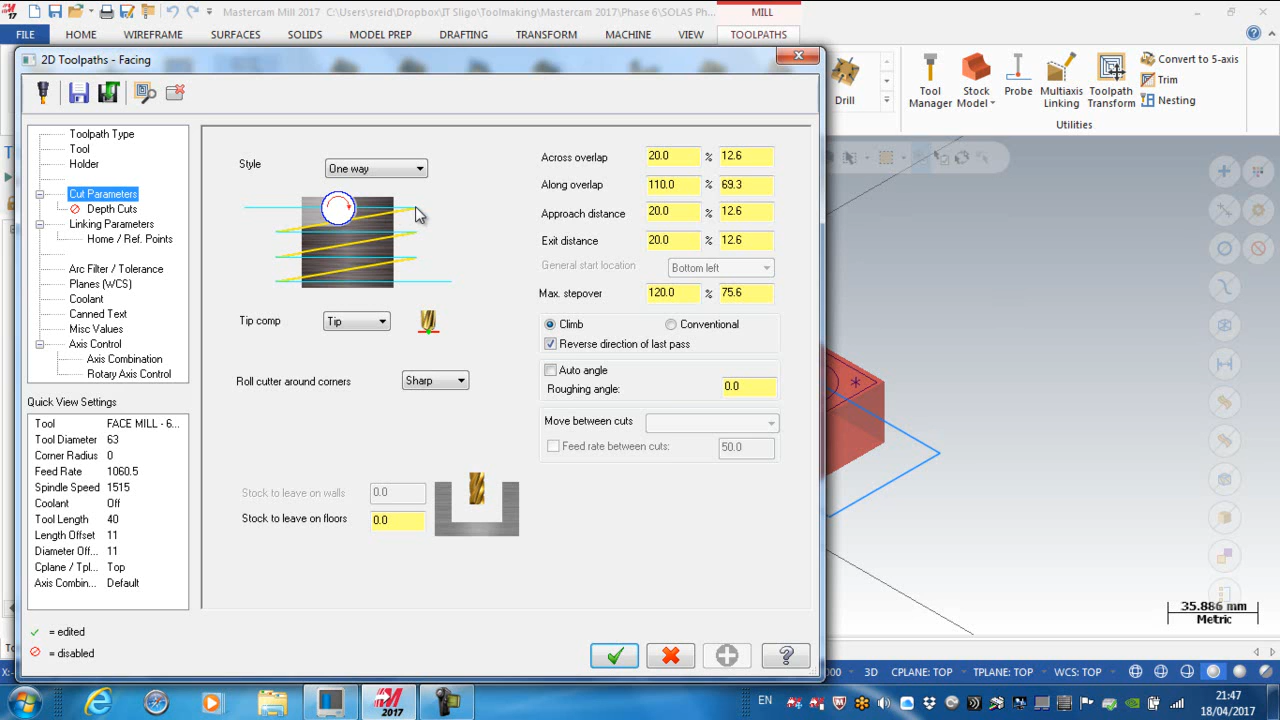 Mastercam Mill 2017 C:\Users\sreid\Dropbox\IT Sligo\Toolmaking\Mastercam 2017\Phase 6\SOLAS Ph...
MILL
FILE HOME WIREFRAME SURFACES SOLIDS MODEL PREP DRAFTING TRANSFORM MACHINE VIEW TOOLPATHS
2D Toolpaths - Facing
Drill
Tool Manager
Stock Model
Probe
Multiaxis Linking
Toolpath Transform
Convert to 5-axis
Trim
Nesting
Utilities
Toolpath Type
Tool
Holder
Cut Parameters
Depth Cuts
Linking Parameters
Home / Ref. Points
Arc Filter / Tolerance
Planes (WCS)
Coolant
Canned Text
Misc Values
Axis Control
Axis Combination
Rotary Axis Control
Quick View Settings
Tool FACE MILL - 6...
Tool Diameter 63
Corner Radius 0
Feed Rate 1060.5
Spindle Speed 1515
Coolant Off
Tool Length 40
Length Offset 11
Diameter Off... 11
Cplane / Tpl... Top
Axis Combin... Default
= edited
= disabled
Style One way
Tip comp Tip
Roll cutter around corners Sharp
Stock to leave on walls 0.0
Stock to leave on floors 0.0
Across overlap 20.0 % 12.6
Along overlap 110.0 % 69.3
Approach distance 20.0 % 12.6
Exit distance 20.0 % 12.6
General start location Bottom left
Max. stepover 120.0 % 75.6
Climb Conventional
Reverse direction of last pass
Auto angle
Roughing angle: 0.0
Move between cuts
Feed rate between cuts: 50.0
35.886 mm
Metric
3D CPLANE: TOP TPLANE: TOP WCS: TOP
2017
EN
21:47
18/04/2017